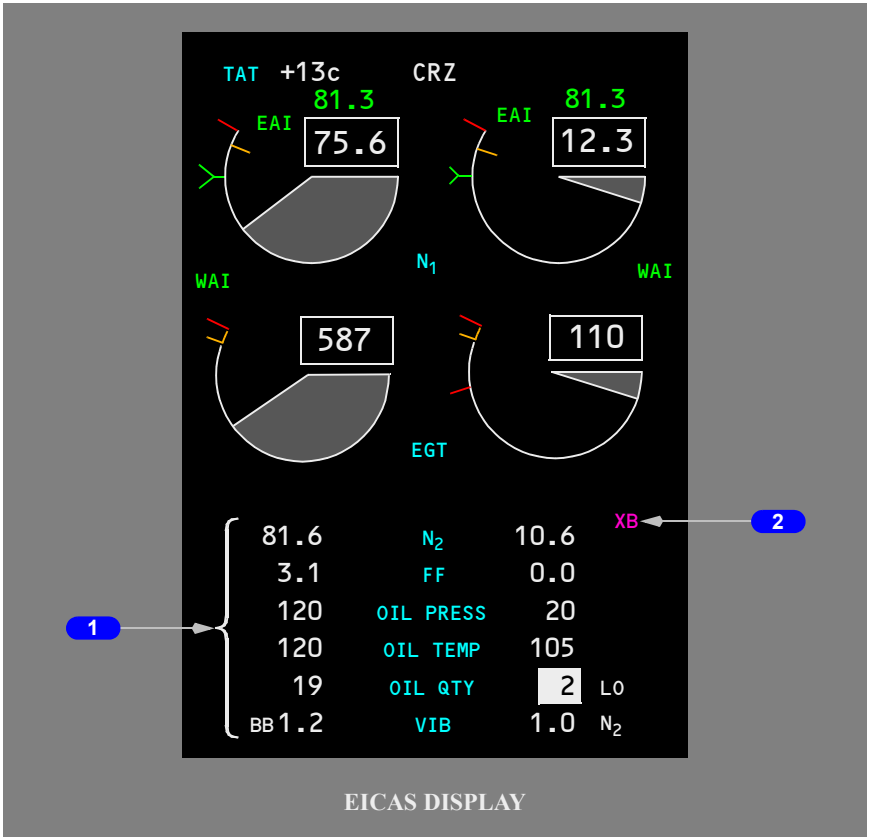 TAT +13c CRZ
81.3 81.3
EAI EAI
75.6 12.3
N1
WAI WAI
587 110
EGT
XB 2
81.6 N2 10.6
3.1 FF 0.0
120 OIL PRESS 20
1
120 OIL TEMP 105
19 OIL QTY 2 LO
BB 1.2 VIB 1.0 N2
EICAS DISPLAY